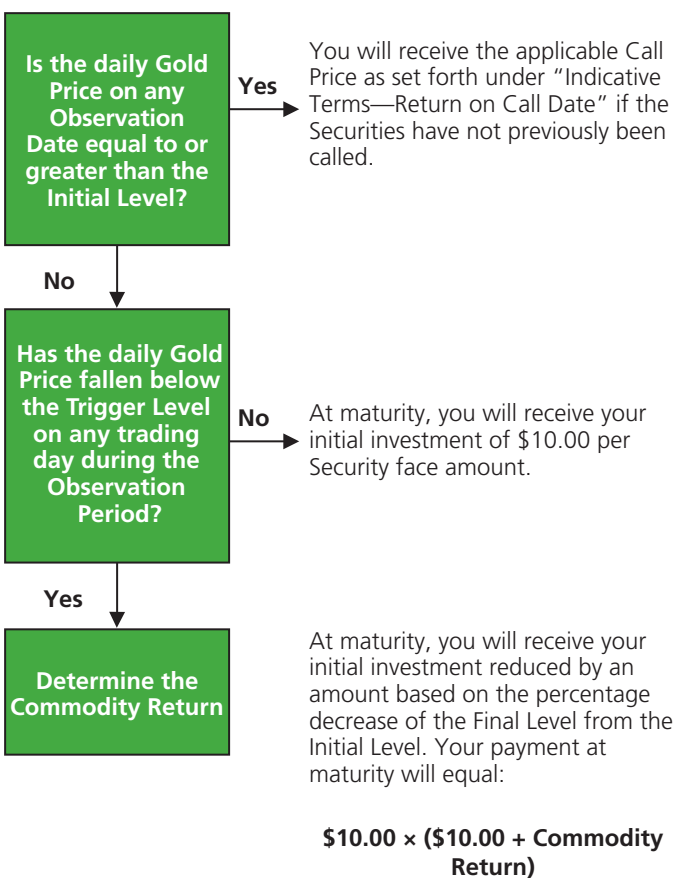 Is the daily Gold
Price on any
Observation
Date equal to or
greater than the
Initial Level?
Yes
You will receive the applicable Call
Price as set forth under “Indicative
Terms—Return on Call Date” if the
Securities have not previously been
called.
No
Has the daily Gold
Price fallen below
the Trigger Level
on any trading
day during the
Observation
Period?
No
At maturity, you will receive your
initial investment of $10.00 per
Security face amount.
Yes
Determine the
Commodity Return
At maturity, you will receive your
initial investment reduced by an
amount based on the percentage
decrease of the Final Level from the
Initial Level. Your payment at
maturity will equal:
$10.00 × ($10.00 + Commodity
Return)